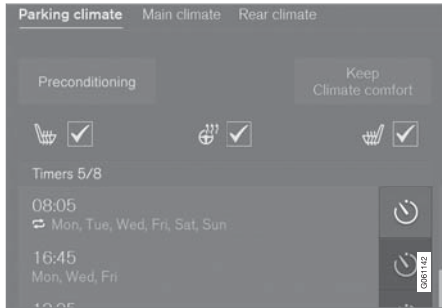 Parking climate Main climate Rear climate
Preconditioning
Keep
Climate comfort
Timers 5/8
08:05
Mon, Tue, Wed, Fri, Sat, Sun
16:45
Mon, Wed, Fri
G061142